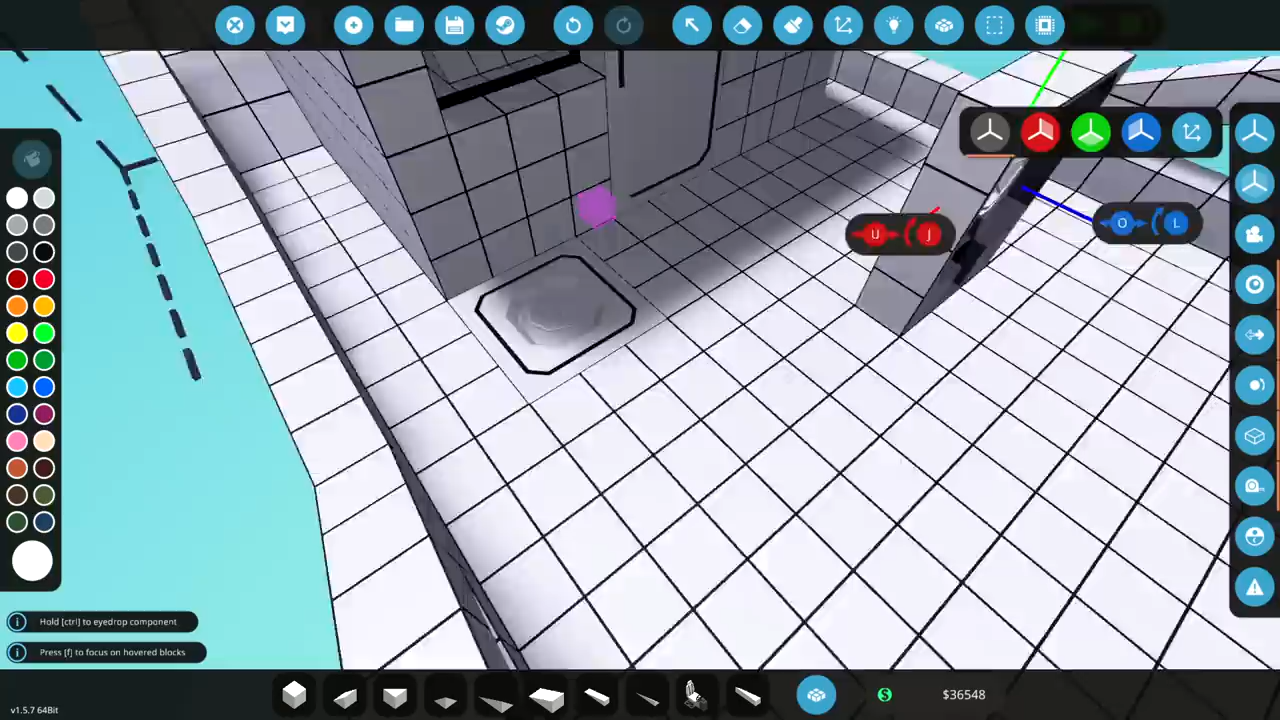 U J
O L
Hold [ctrl] to eyedrop component
Press [f] to focus on hovered blocks
v1.5.7 64Bit
$ $36548